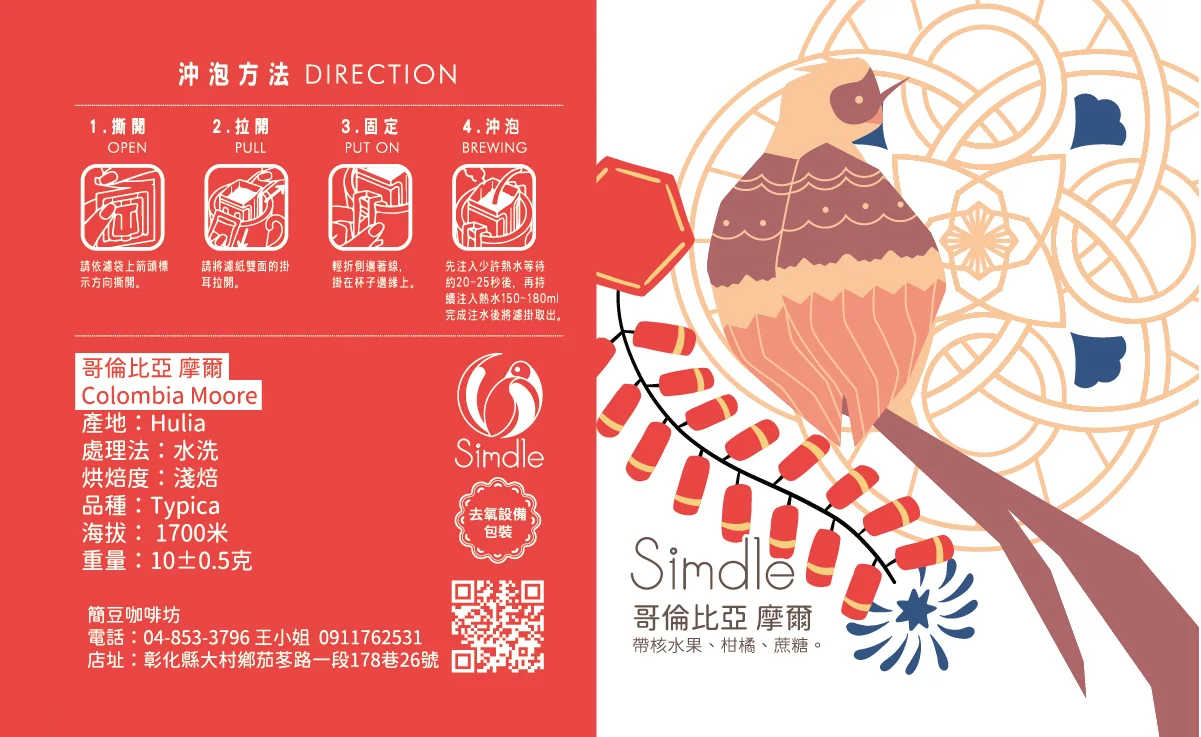 沖泡方法 DIRECTION
1.撕開
OPEN
請依濾袋上箭頭標
示方向撕開。
2.拉開
PULL
請將濾紙雙面的掛
耳拉開。
3.固定
PUT ON
輕折側邊著線,
掛在杯子邊緣上。
4.沖泡
BREWING
先注入少許熱水等待
約20~25秒後, 再持
續注入熱水150~180ml
完成注水後將濾掛取出。
哥倫比亞 摩爾
Colombia Moore
產地：Hulia
處理法：水洗
烘焙度：淺焙
品種：Typica
海拔： 1700米
重量：10±0.5克
Simdle
去氧設備
包裝
簡豆咖啡坊
電話：04-853-3796 王小姐 0911762531
店址：彰化縣大村鄉茄苳路一段178巷26號
Simdle
哥倫比亞 摩爾
帶核水果、柑橘、蔗糖。